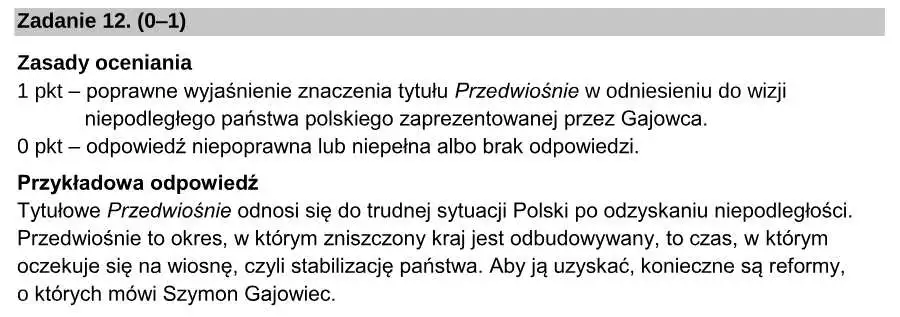 Zadanie 12. (0–1)
Zasady oceniania
1 pkt – poprawne wyjaśnienie znaczenia tytułu Przedwiośnie w odniesieniu do wizji
niepodległego państwa polskiego zaprezentowanej przez Gajowca.
0 pkt – odpowiedź niepoprawna lub niepełna albo brak odpowiedzi.
Przykładowa odpowiedź
Tytułowe Przedwiośnie odnosi się do trudnej sytuacji Polski po odzyskaniu niepodległości.
Przedwiośnie to okres, w którym zniszczony kraj jest odbudowywany, to czas, w którym
oczekuje się na wiosnę, czyli stabilizację państwa. Aby ją uzyskać, konieczne są reformy,
o których mówi Szymon Gajowiec.